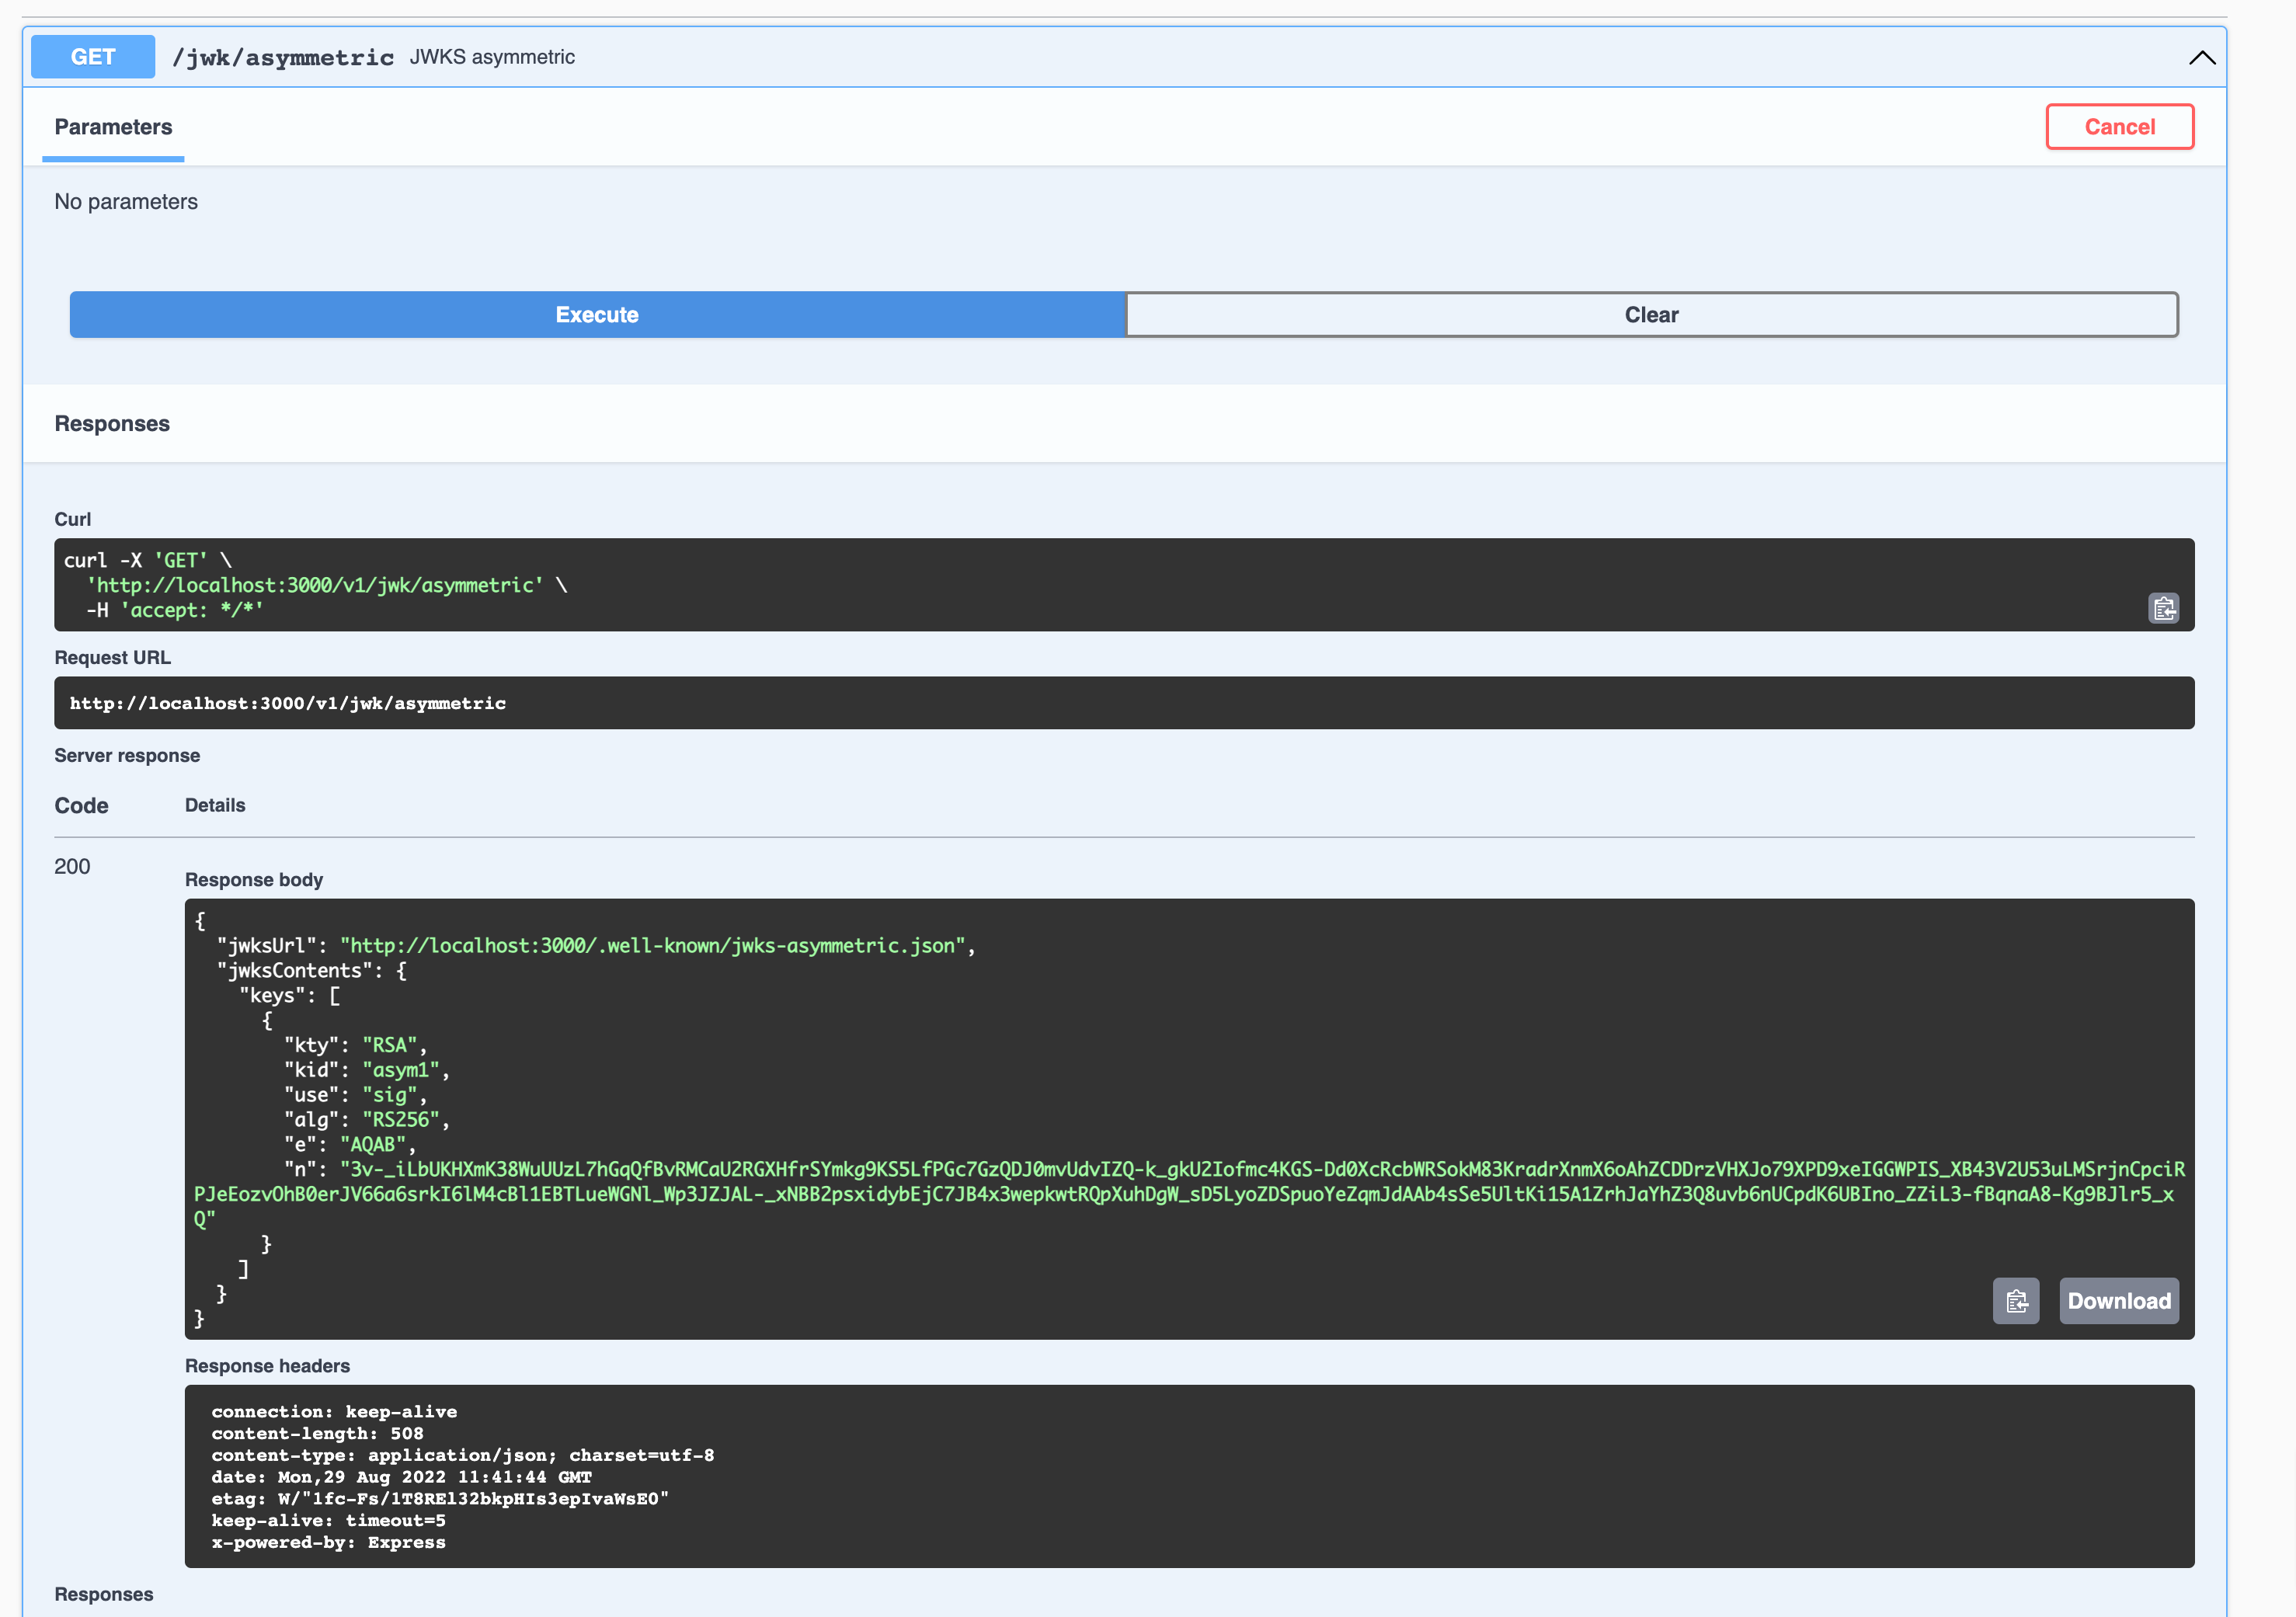 GET /jwk/asymmetric JWKS asymmetric
Parameters
Cancel
No parameters
Execute
Clear
Responses
Curl
curl -X 'GET' \
  'http://localhost:3000/v1/jwk/asymmetric' \
  -H 'accept: */*'
Request URL
http://localhost:3000/v1/jwk/asymmetric
Server response
Code Details
200
Response body
{
  "jwksUrl": "http://localhost:3000/.well-known/jwks-asymmetric.json",
  "jwksContents": {
    "keys": [
      {
        "kty": "RSA",
        "kid": "asym1",
        "use": "sig",
        "alg": "RS256",
        "e": "AQAB",
        "n": "3v-_iLbUKHXmK38WuUUzL7hGqQfBvRMCaU2RGXHfrSYmkg9KS5LfPGc7GzQDJ0mvUdvIZQ-k_gkU2Iofmc4KGS-Dd0XcRcbWRSokM83KradrXnmX6oAhZCDDrzVHXJo79XPD9xeIGGWPIS_XB43V2U53uLMSrjnCpciR
PJeEozvOhB0erJV66a6srkI6lM4cBl1EBTLueWGNl_Wp3JZJAL-_xNBB2psxidybEjC7JB4x3wepkwtRQpXuhDgW_sD5LyoZDSpuoYeZqmJdAAb4sSe5UltKi15A1ZrhJaYhZ3Q8uvb6nUCpdK6UBIno_ZZiL3-fBqnaA8-Kg9BJlr5_x
Q"
      }
    ]
  }
}
Download
Response headers
connection: keep-alive
content-length: 508
content-type: application/json; charset=utf-8
date: Mon,29 Aug 2022 11:41:44 GMT
etag: W/"1fc-Fs/1T8REl32bkpHIs3epIvaWsE0"
keep-alive: timeout=5
x-powered-by: Express
Responses